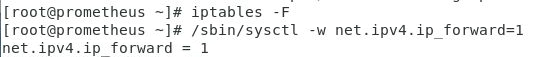 [root@prometheus ~]# iptables -F
[root@prometheus ~]# /sbin/sysctl -w net.ipv4.ip_forward=1
net.ipv4.ip_forward = 1